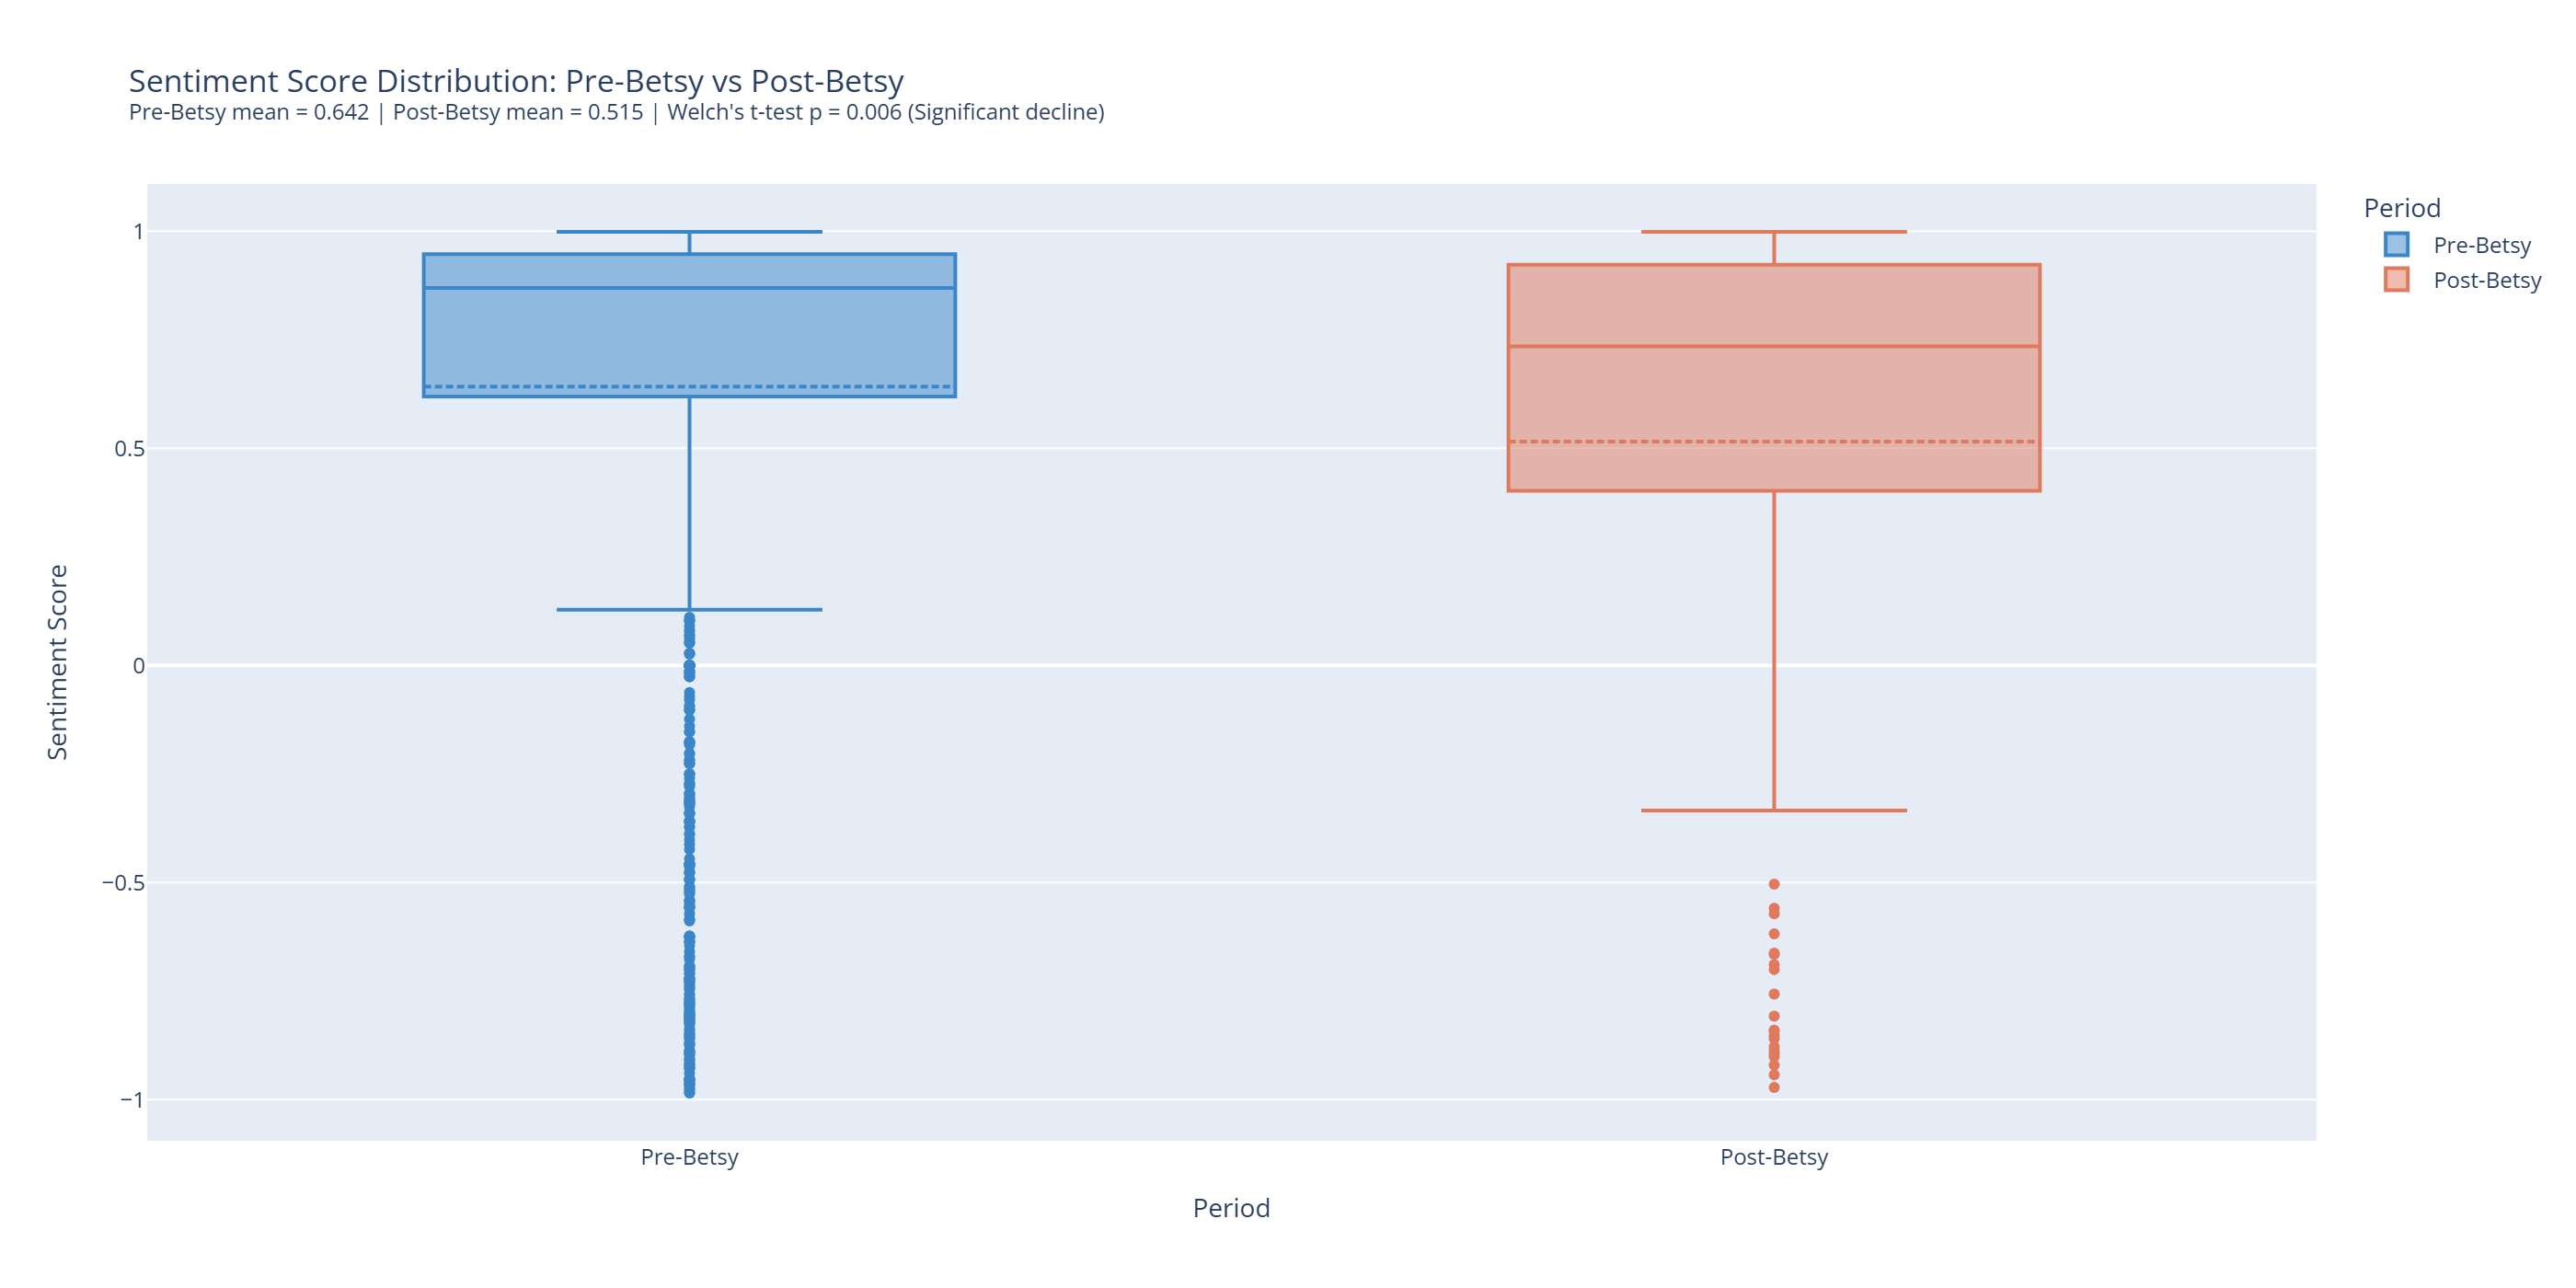 Sentiment Score Distribution: Pre-Betsy vs Post-Betsy
Pre-Betsy mean = 0.642 | Post-Betsy mean = 0.515 | Welch's t-test p = 0.006 (Significant decline)
Period
Pre-Betsy
Post-Betsy
1
0.5
0
−0.5
−1
Sentiment Score
Pre-Betsy
Post-Betsy
Period